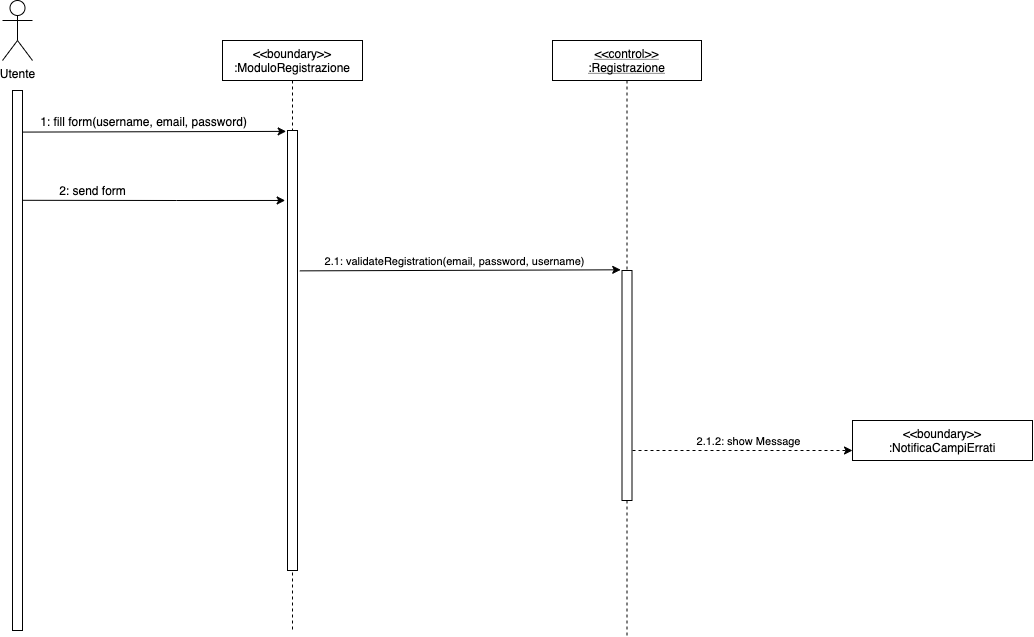 Utente
<<boundary>>
:ModuloRegistrazione
<<control>>
:Registrazione
1: fill form(username, email, password)
2: send form
2.1: validateRegistration(email, password, username)
2.1.2: show Message
<<boundary>>
:NotificaCampiErrati